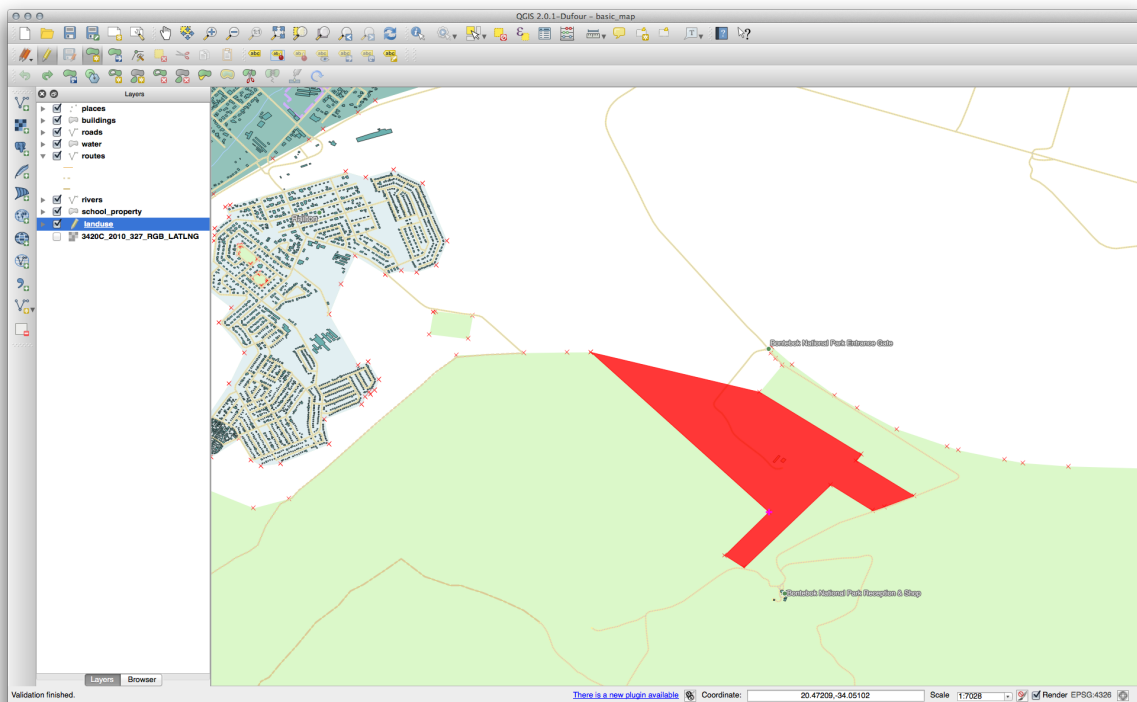 QGIS 2.0.1-Dufour - basic_map
Layers
places
buildings
roads
water
routes
rivers
school_property
landuse
3420C_2010_327_RGB_LATLNG
Railton
Bontebok National Park Entrance Gate
Bontebok National Park Reception & Shop
Layers Browser
Validation finished. There is a new plugin available Coordinate: 20.47209,-34.05102 Scale 1:7028 Render EPSG:4326